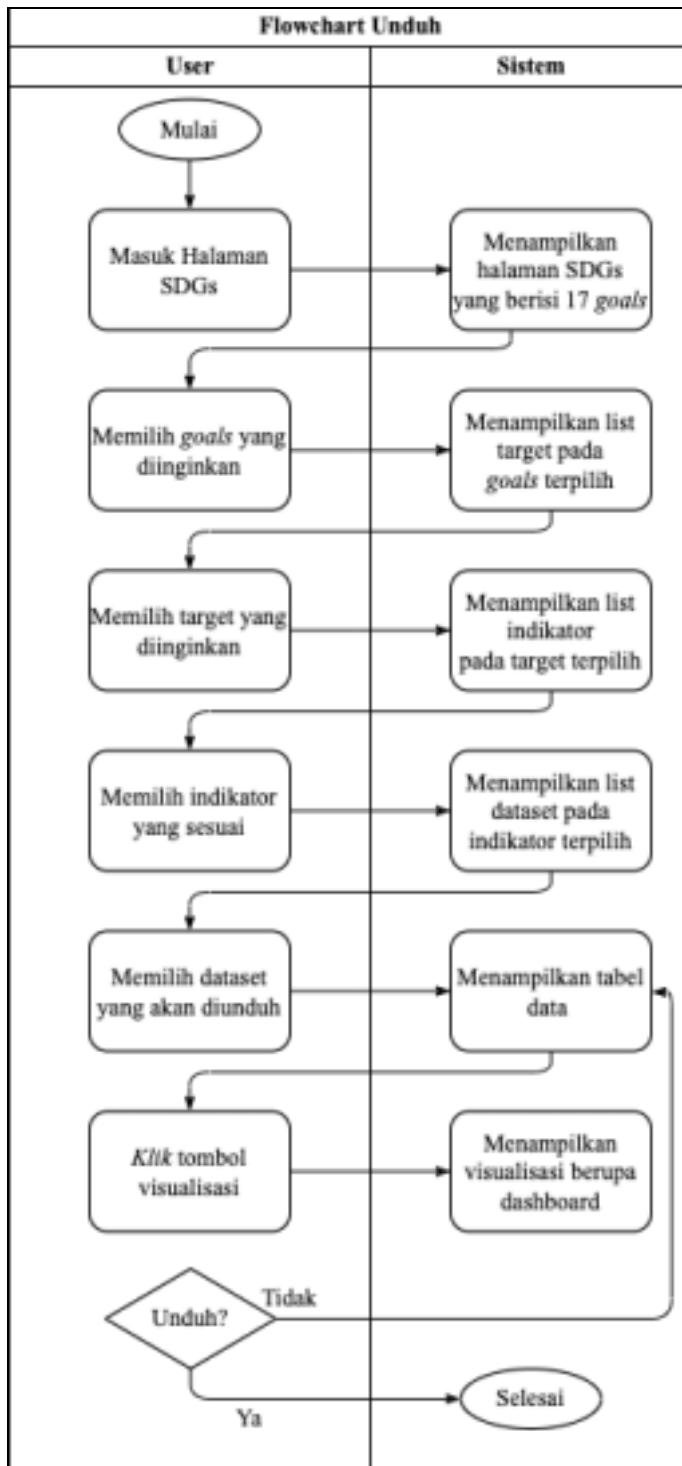 Flowchart Unduh
User
Sistem
Mulai
Masuk Halaman
SDGs
Menampilkan
halaman SDGs
yang berisi 17 goals
Memilih goals yang
diinginkan
Menampilkan list
target pada
goals terpilih
Memilih target yang
diinginkan
Menampilkan list
indikator
pada target terpilih
Memilih indikator
yang sesuai
Menampilkan list
dataset pada
indikator terpilih
Memilih dataset
yang akan diunduh
Menampilkan tabel
data
Klik tombol
visualisasi
Menampilkan
visualisasi berupa
dashboard
Unduh?
Tidak
Ya
Selesai